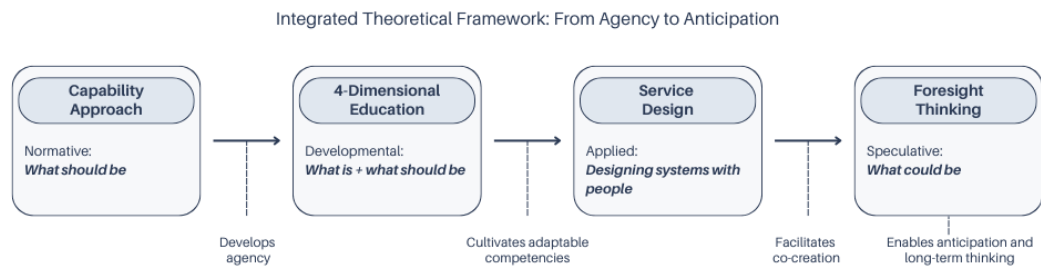 Integrated Theoretical Framework: From Agency to Anticipation
Capability
Approach
Normative:
What should be
4-Dimensional
Education
Developmental:
What is + what should be
Service
Design
Applied:
Designing systems with
people
Foresight
Thinking
Speculative:
What could be
Develops
agency
Cultivates adaptable
competencies
Facilitates
co-creation
Enables anticipation and
long-term thinking